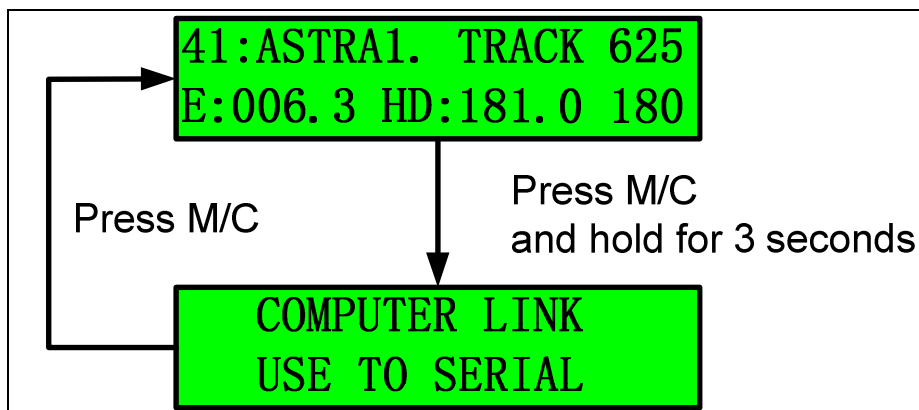 41:ASTRA1. TRACK 625
E:006.3 HD:181.0 180
Press M/C
Press M/C
and hold for 3 seconds
COMPUTER LINK
USE TO SERIAL